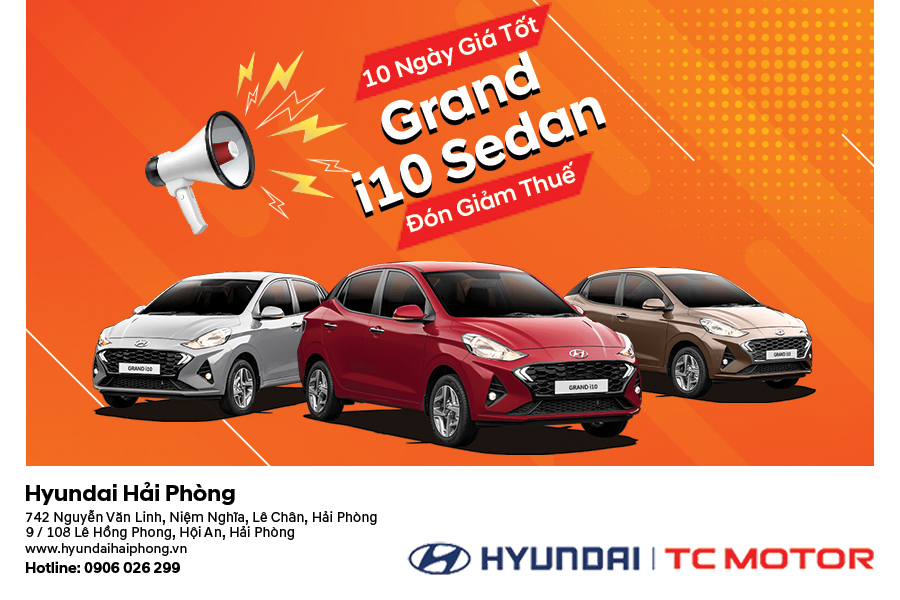 10 Ngày Giá Tốt
Grand
i10 Sedan
Đón Giảm Thuế
GRAND i10
GRAND i10
GRAND i10
Hyundai Hải Phòng
742 Nguyễn Văn Linh, Niệm Nghĩa, Lê Chân, Hải Phòng
9 / 108 Lê Hồng Phong, Hội An, Hải Phòng
www.hyundaihaiphong.vn
Hotline: 0906 026 299
HYUNDAI | TC MOTOR